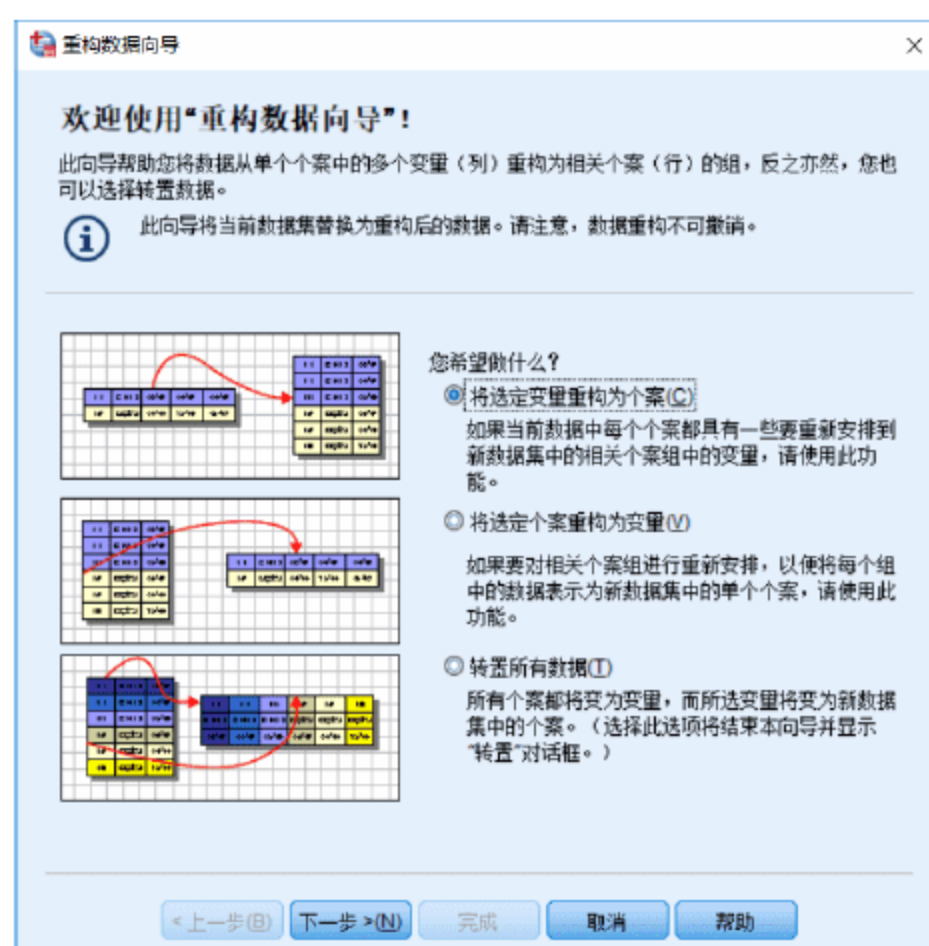 重构数据向导
欢迎使用“重构数据向导”！
此向导帮助您将数据从单个个案中的多个变量（列）重构为相关个案（行）的组，反之亦然，您也
可以选择转置数据。
此向导将当前数据集替换为重构后的数据。请注意，数据重构不可撤销。
您希望做什么？
将选定变量重构为个案(C)
如果当前数据中每个个案都具有一些要重新安排到
新数据集中的相关个案组中的变量，请使用此功
能。
将选定个案重构为变量(V)
如果要对相关个案组进行重新安排，以便将每个组
中的数据表示为新数据集中的单个个案，请使用此
功能。
转置所有数据(T)
所有个案都将变为变量，而所选变量将变为新数据
集中的个案。（选择此选项将结束本向导并显示
“转置”对话框。）
<上一步(B) 下一步>(N) 完成 取消 帮助